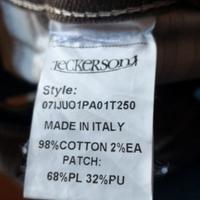 TECKERSON
Style:
07IJU01PA01T250
MADE IN ITALY
98%COTTON 2%EA
PATCH:
68%PL 32%PU